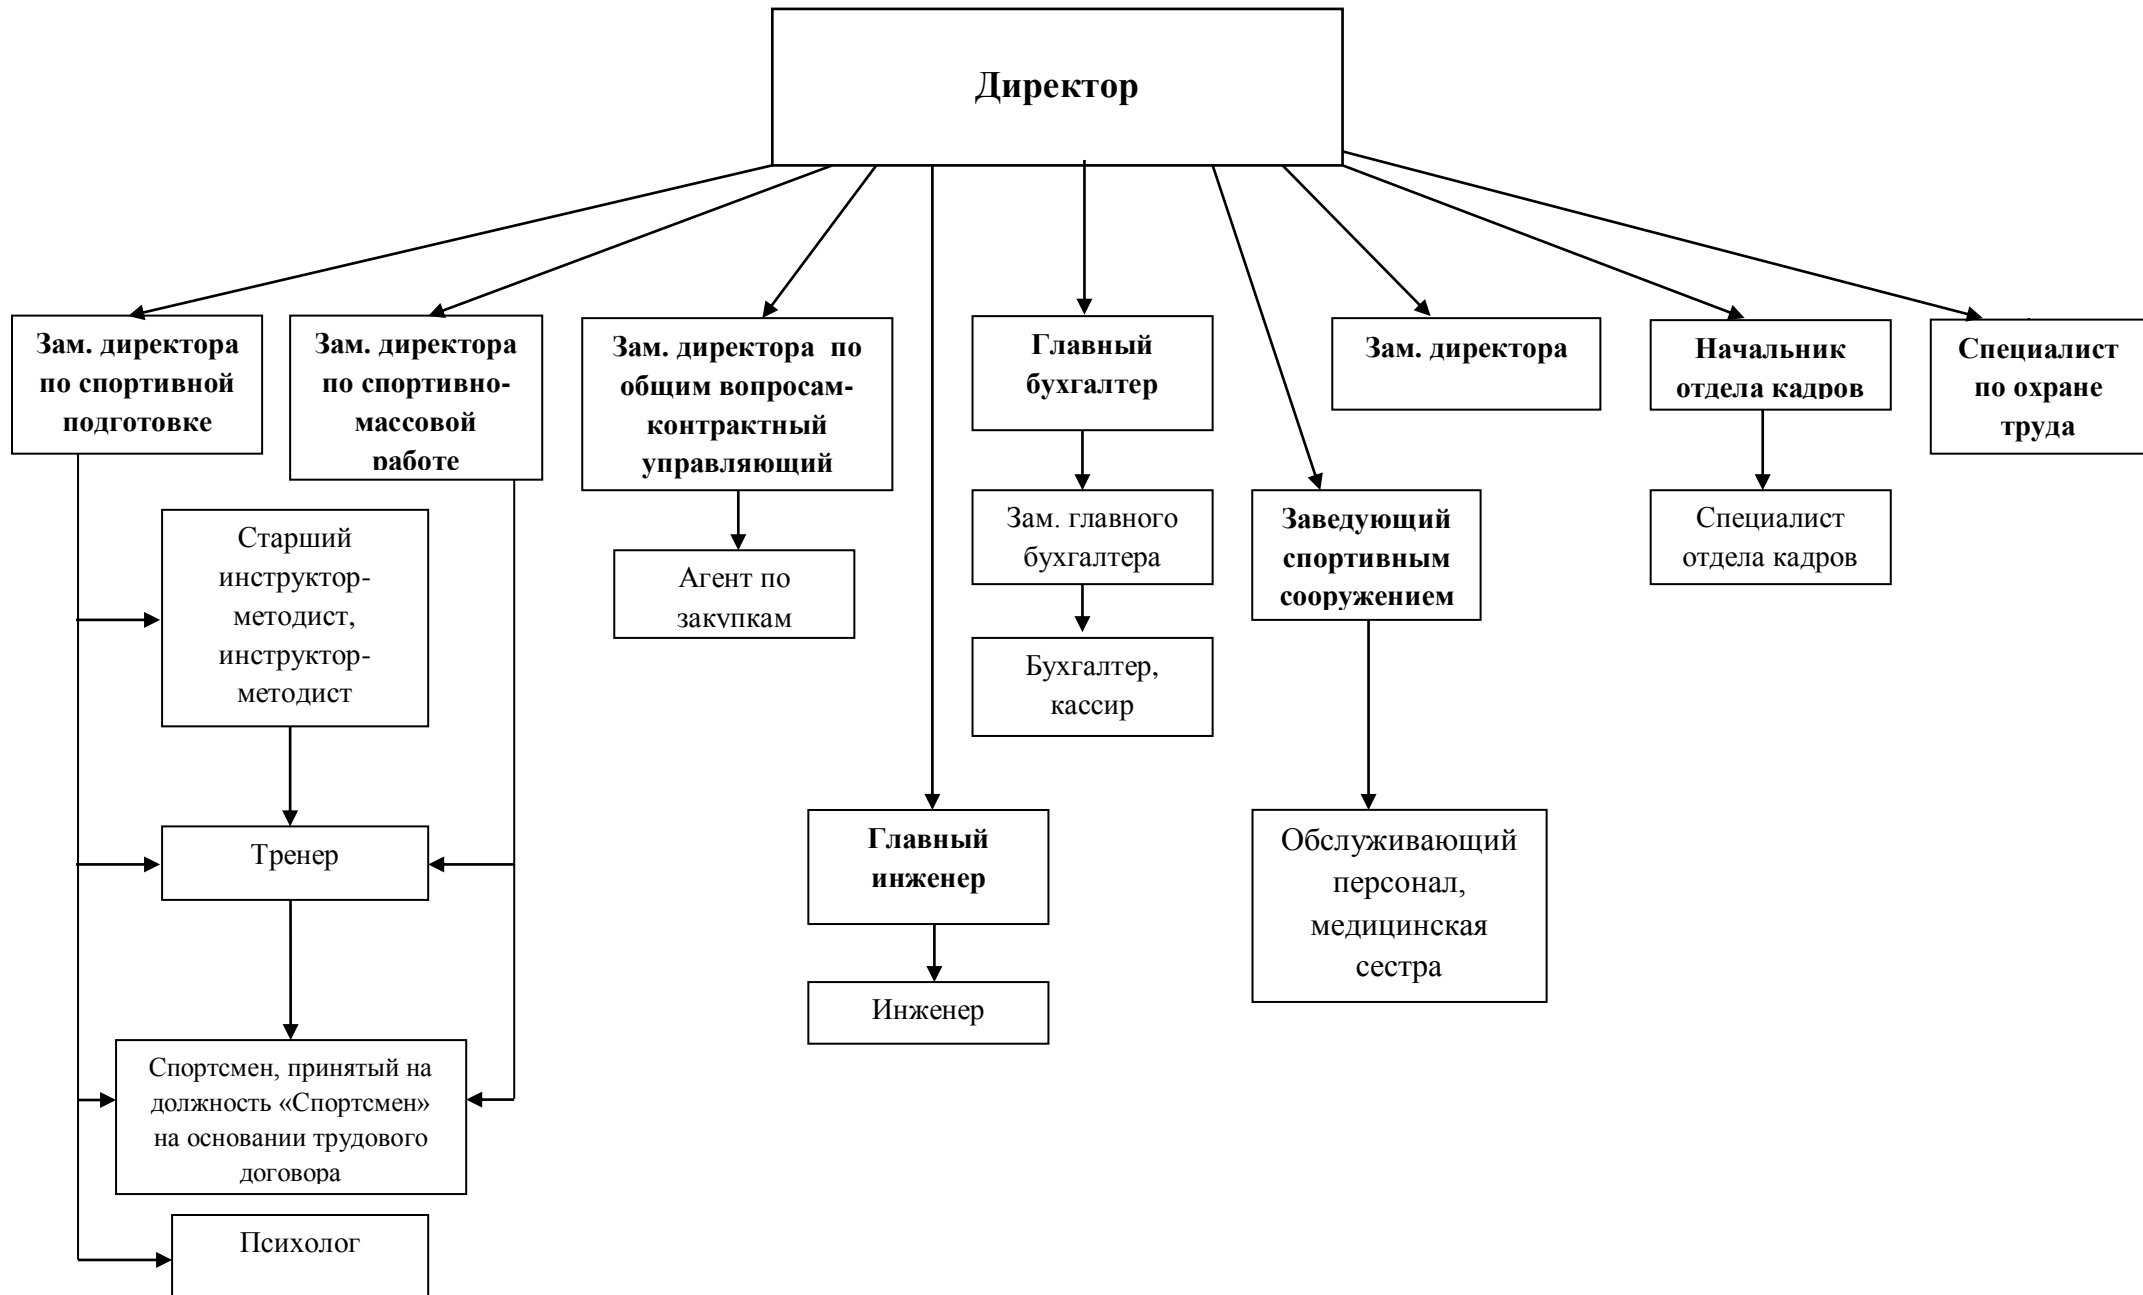 Директор
Зам. директора
по спортивной
подготовке
Зам. директора
по спортивно-
массовой
работе
Зам. директора  по
общим вопросам-
контрактный
управляющий
Главный
бухгалтер
Зам. директора
Начальник
отдела кадров
Специалист
по охране
труда
Старший
инструктор-
методист,
инструктор-
методист
Агент по
закупкам
Зам. главного
бухгалтера
Заведующий
спортивным
сооружением
Специалист
отдела кадров
Бухгалтер,
кассир
Тренер
Главный
инженер
Обслуживающий
персонал,
медицинская
сестра
Инженер
Спортсмен, принятый на
должность «Спортсмен»
на основании трудового
договора
Психолог